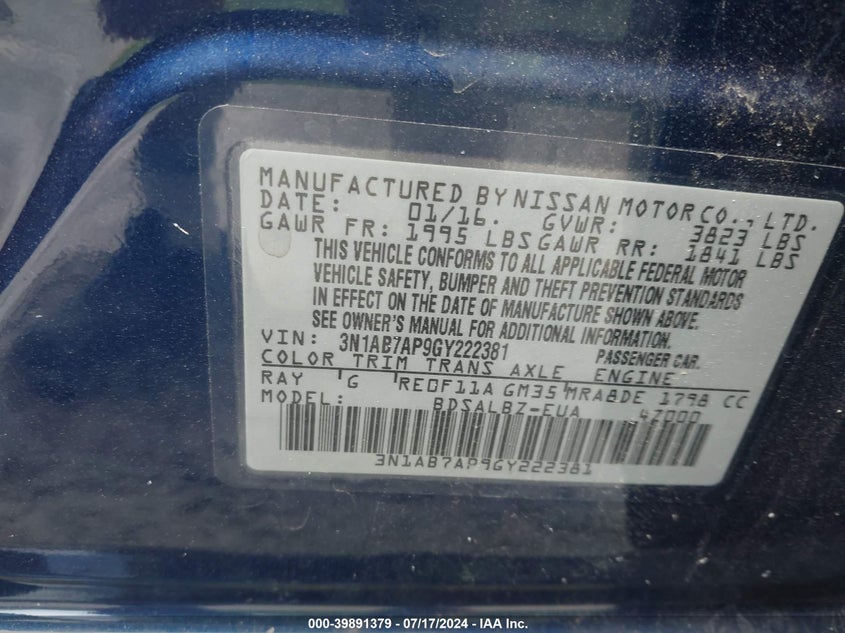 MANUFACTURED BY NISSAN MOTOR CO., LTD.
DATE: 01/16. GVWR: 3823 LBS
GAWR FR: 1995 LBS GAWR RR: 1841 LBS
THIS VEHICLE CONFORMS TO ALL APPLICABLE FEDERAL MOTOR
VEHICLE SAFETY, BUMPER AND THEFT PREVENTION STANDARDS
IN EFFECT ON THE DATE OF MANUFACTURE SHOWN ABOVE.
SEE OWNER'S MANUAL FOR ADDITIONAL INFORMATION.
VIN: 3N1AB7AP9GY222381 PASSENGER CAR.
COLOR TRIM TRANS AXLE ENGINE
RAY G RE0F11A GM35 MRA8DE 1798 CC
MODEL: BDSALBZ-EUA 47000
3N1AB7AP9GY222381
000-39891379 - 07/17/2024 - IAA Inc.